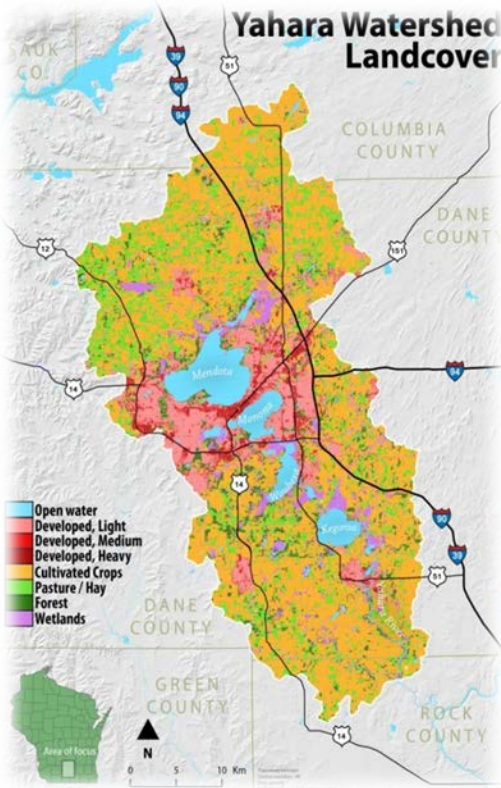 Yahara Watershed
Landcover
SAUK
CO.
39
90
94
51
COLUMBIA
COUNTY
DANE
COUNTY
12
151
14
Mendota
94
Monona
14
Kegonsa
90
39
51
Open water
Developed, Light
Developed, Medium
Developed, Heavy
Cultivated Crops
Pasture / Hay
Forest
Wetlands
DANE
COUNTY
GREEN
COUNTY
ROCK
COUNTY
14
Area of focus
N
0 5 10 Km